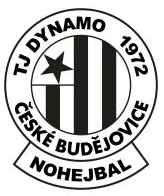 TJ DYNAMO 1972
ČESKÉ BUDĚJOVICE
NOHEJBAL